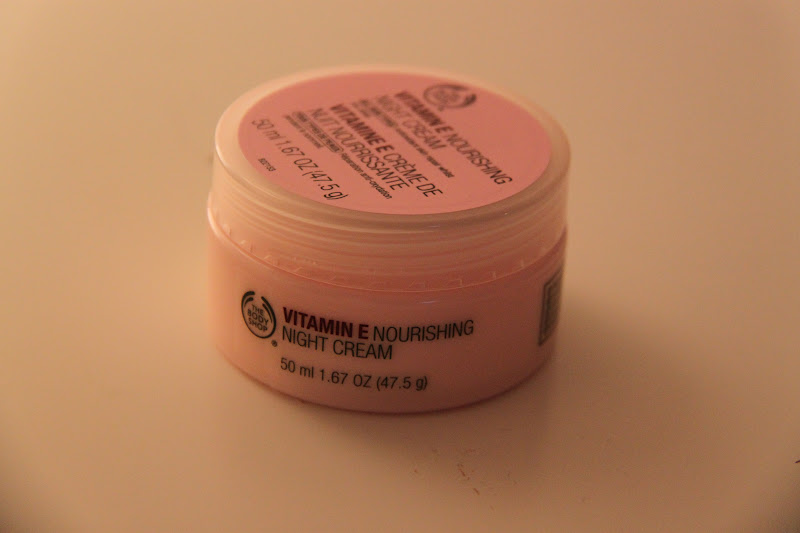 VITAMIN E NOURISHING
NIGHT CREAM
VITAMINE E CRÈME DE
NUIT NOURRISSANTE
50 ml 1.67 OZ (47.5 g)
THE
BODY
SHOP
®
VITAMIN E NOURISHING
NIGHT CREAM
50 ml 1.67 OZ (47.5 g)